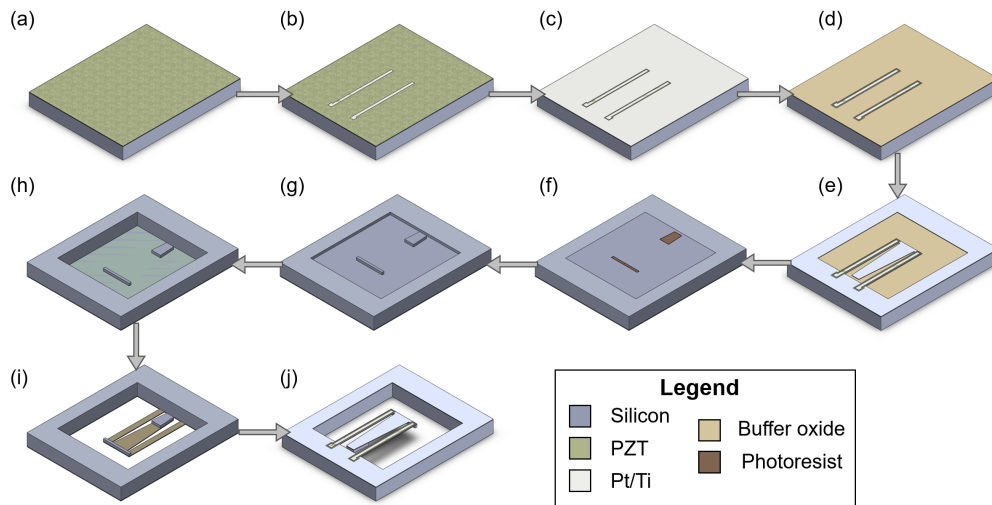 (a)
(b)
(c)
(d)
(h)
(g)
(f)
(e)
(i)
(j)
Legend
Silicon
PZT
Pt/Ti
Buffer oxide
Photoresist